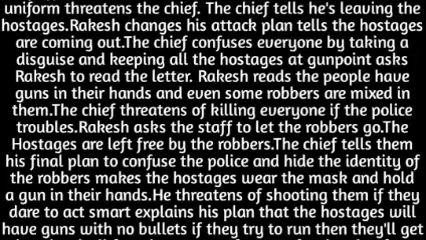 uniform threatens the chief. The chief tells he's leaving the
hostages.Rakesh changes his attack plan tells the hostages
are coming out.The chief confuses everyone by taking a
disguise and keeping all the hostages at gunpoint asks
Rakesh to read the letter. Rakesh reads the people have
guns in their hands and even some robbers are mixed in
them.The chief threatens of killing everyone if the police
troubles.Rakesh asks the staff to let the robbers go.The
Hostages are left free by the robbers.The chief tells them
his final plan to confuse the police and hide the identity of
the robbers makes the hostages wear the mask and hold
a gun in their hands.He threatens of shooting them if they
dare to act smart explains his plan that the hostages will
have guns with no bullets if they try to run then they'll get